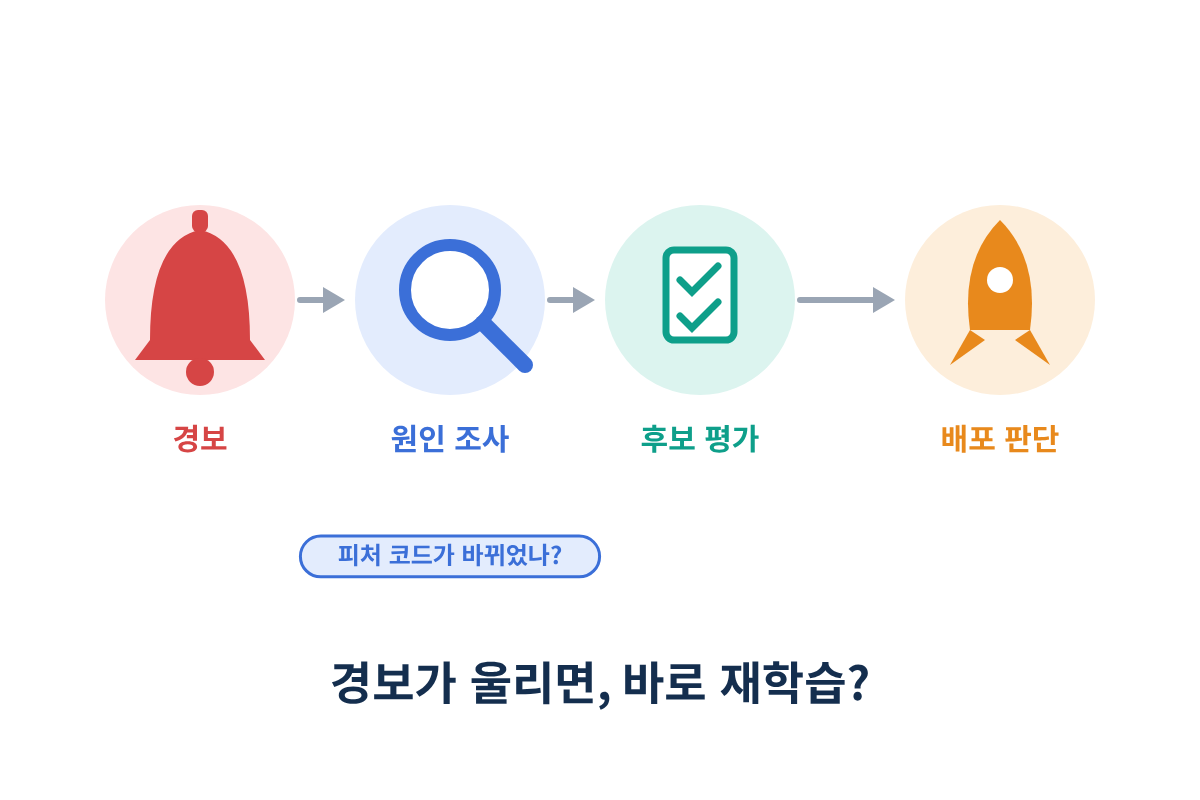 경보
원인 조사
후보 평가
배포 판단
피처 코드가 바뀌었나?
경보가 울리면, 바로 재학습?